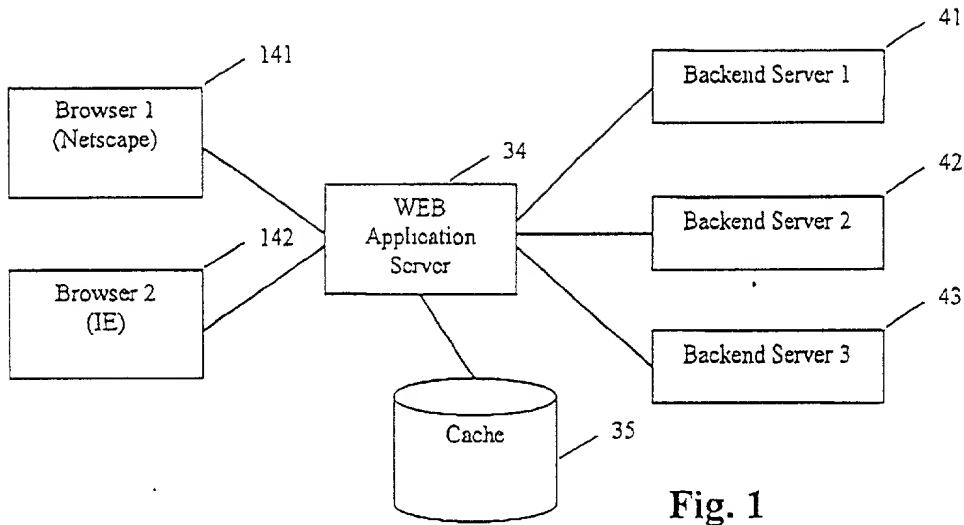 141
Browser 1
(Netscape)
142
Browser 2
(IE)
34
WEB
Application
Server
Cache
35
41
Backend Server 1
42
Backend Server 2
43
Backend Server 3
Fig. 1